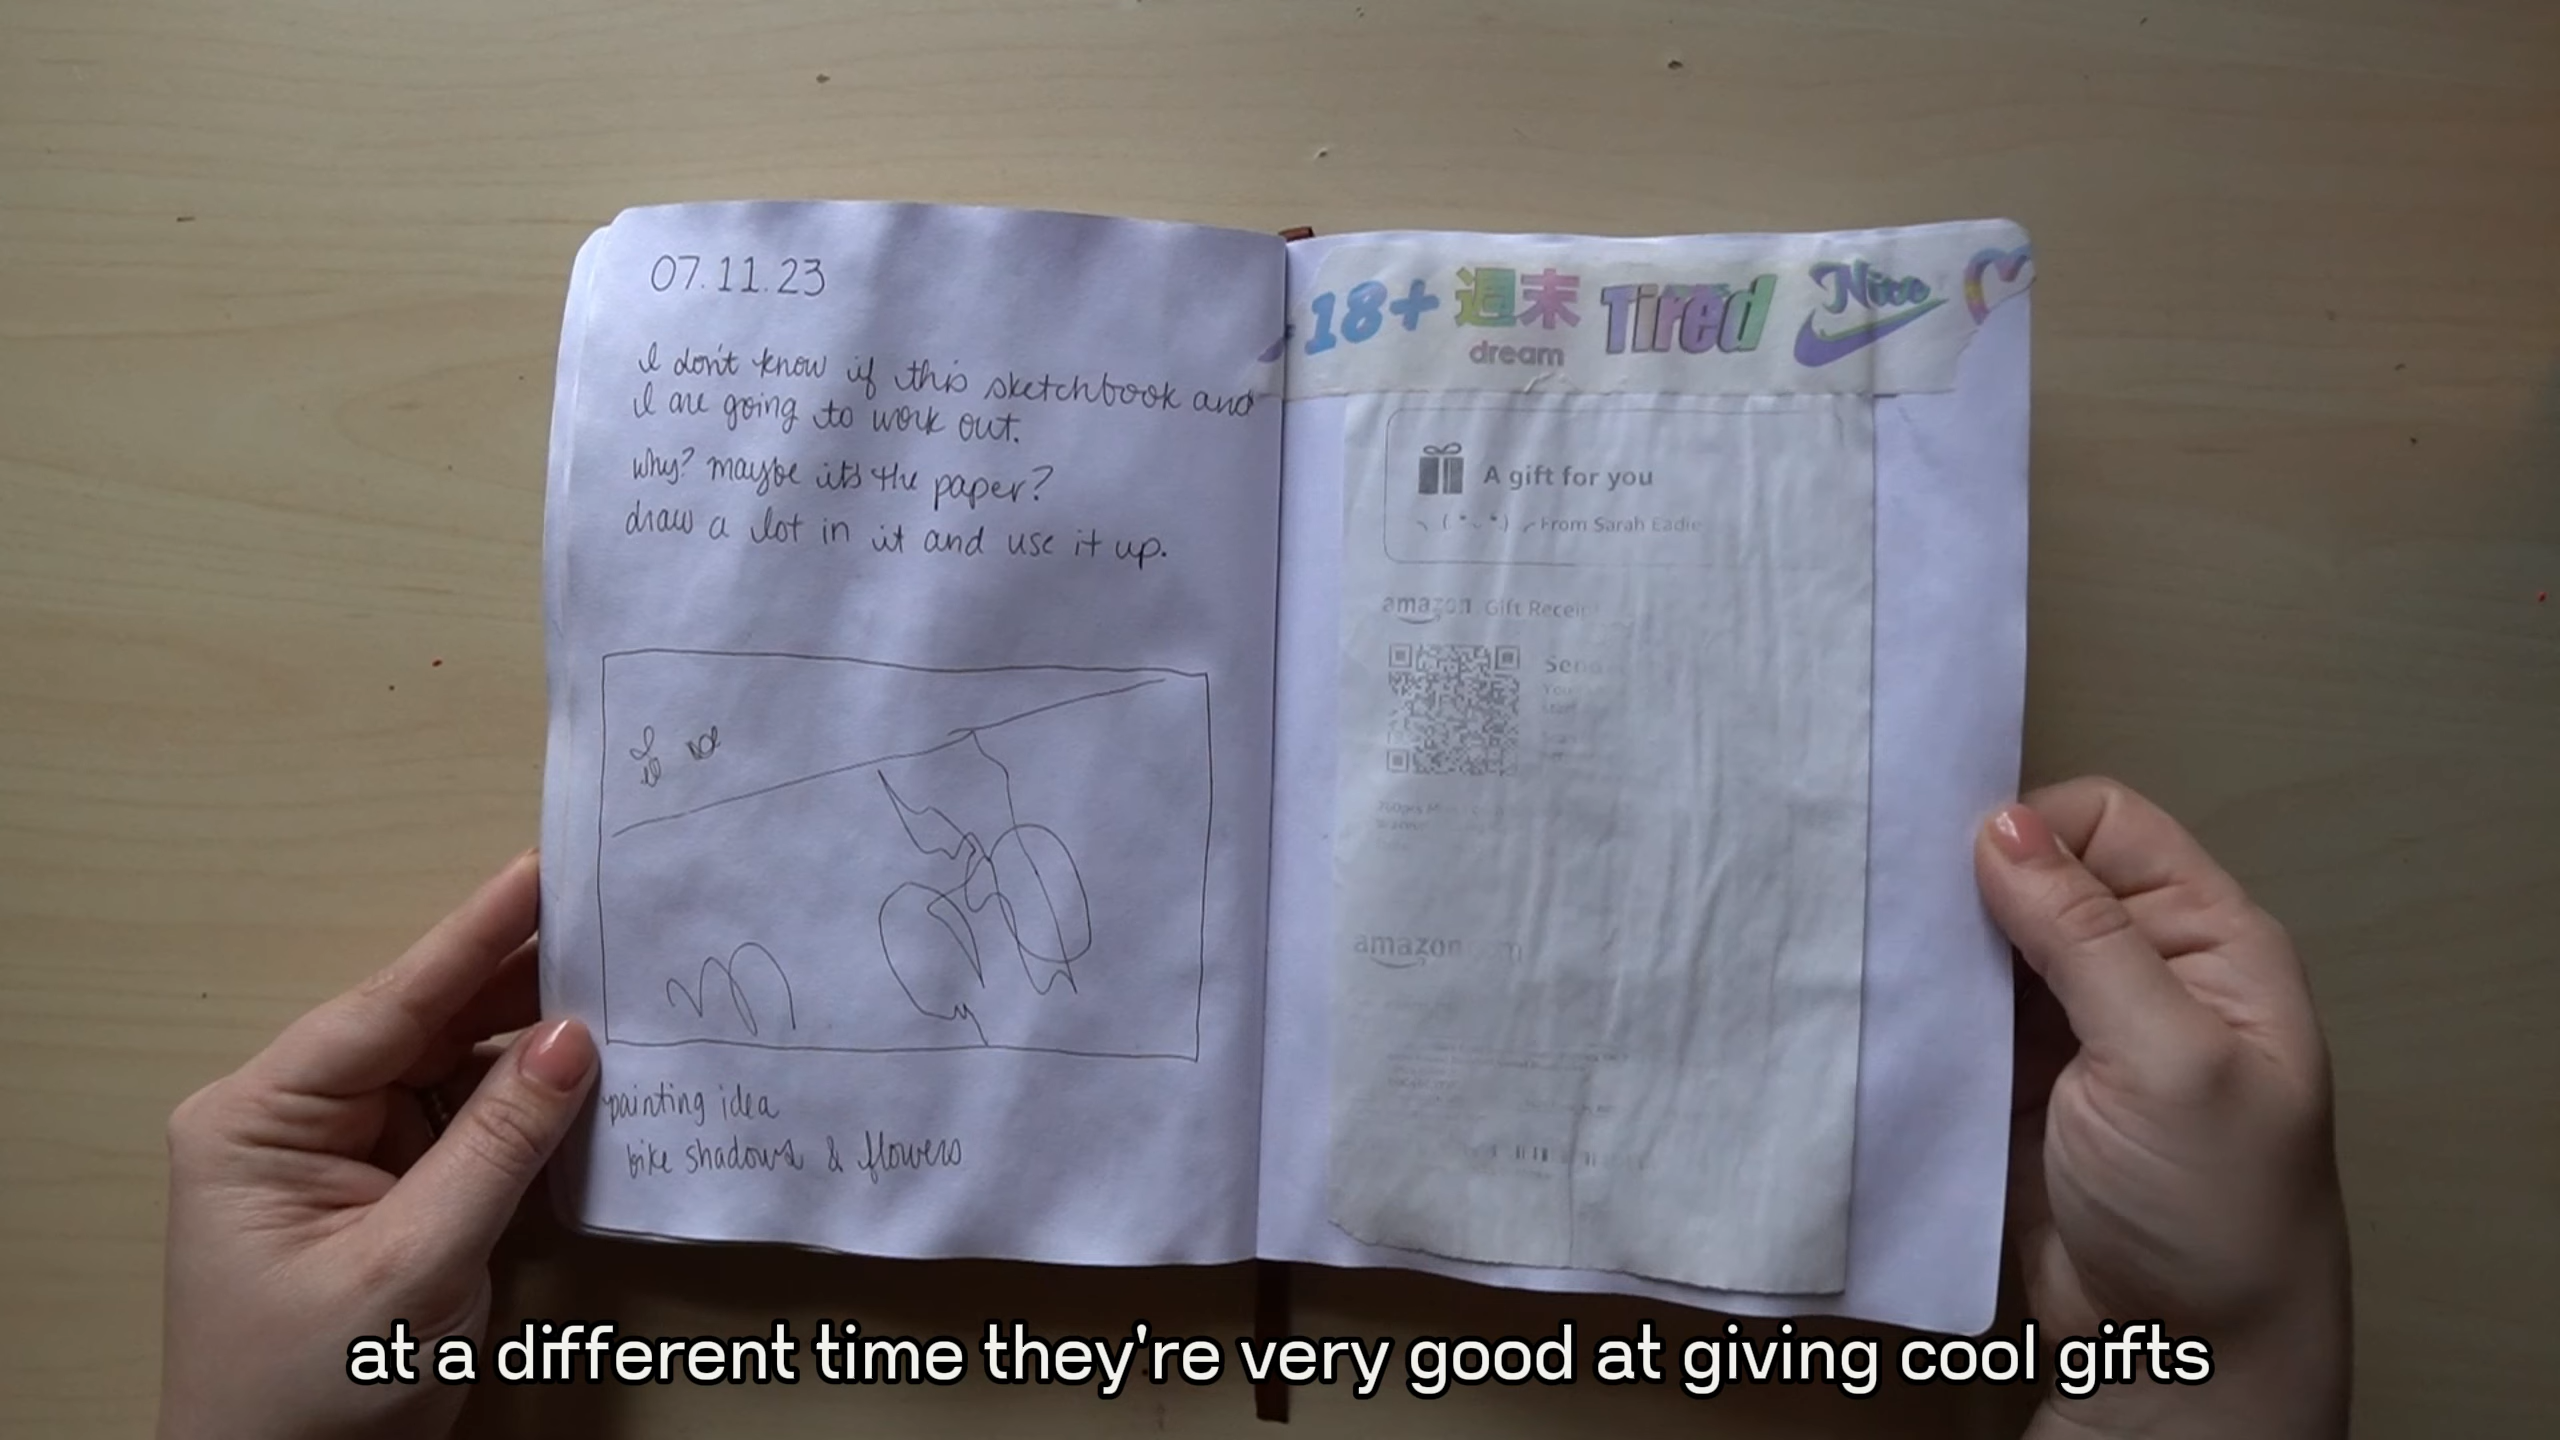 07.11.23
I don't know if this sketchbook and
I are going to work out.
why? maybe it's the paper?
draw a lot in it and use it up.
painting idea
bike shadows & flowers
18+ 週末 Tired Nice
dream
A gift for you
From Sarah Eadie
amazon Gift Receipt
Send
You
amazon
at a different time they're very good at giving cool gifts